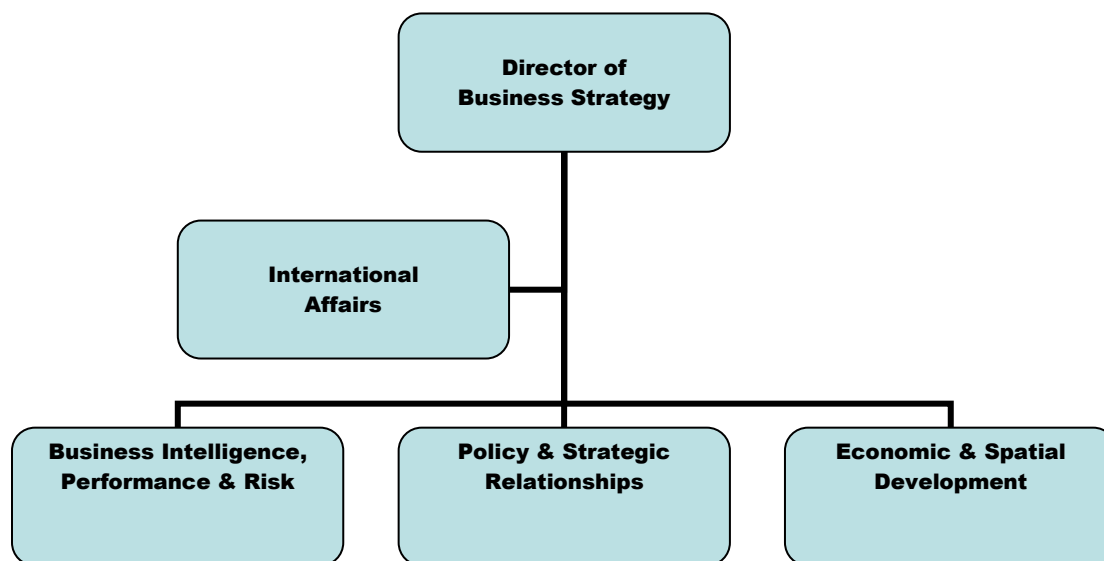 Director of
Business Strategy
International
Affairs
Business Intelligence,
Performance & Risk
Policy & Strategic
Relationships
Economic & Spatial
Development